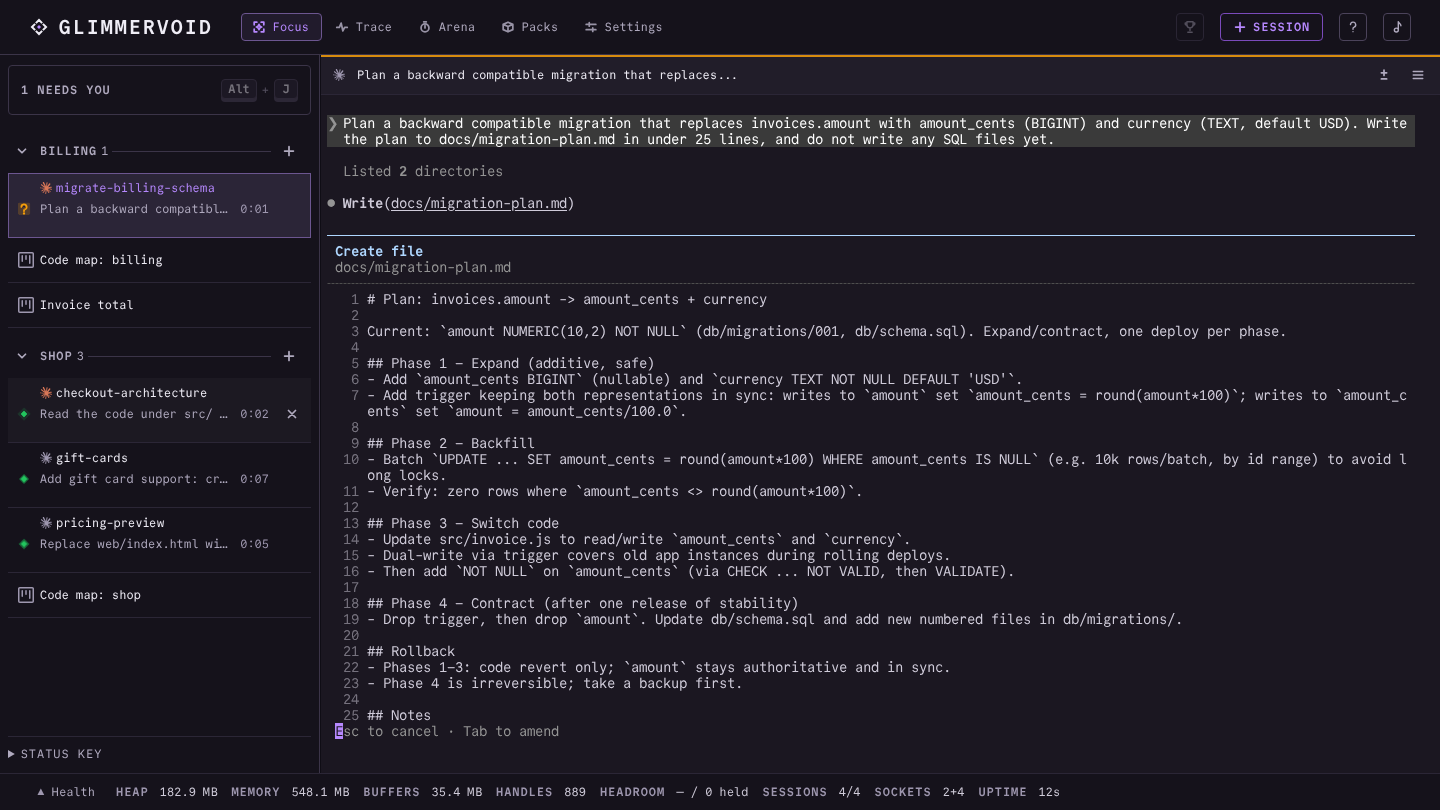 GLIMMERVOID
Focus
Trace
Arena
Packs
Settings
+ SESSION
?
1 NEEDS YOU
Alt + J
BILLING 1
migrate-billing-schema
? Plan a backward compatibl… 0:01
Code map: billing
Invoice total
SHOP 3
checkout-architecture
Read the code under src/ … 0:02
gift-cards
Add gift card support: cr… 0:07
pricing-preview
Replace web/index.html wi… 0:05
Code map: shop
STATUS KEY
Plan a backward compatible migration that replaces...
❯ Plan a backward compatible migration that replaces invoices.amount with amount_cents (BIGINT) and currency (TEXT, default USD). Write
the plan to docs/migration-plan.md in under 25 lines, and do not write any SQL files yet.
Listed 2 directories
● Write(docs/migration-plan.md)
Create file
docs/migration-plan.md
1 # Plan: invoices.amount -> amount_cents + currency
2
3 Current: `amount NUMERIC(10,2) NOT NULL` (db/migrations/001, db/schema.sql). Expand/contract, one deploy per phase.
4
5 ## Phase 1 — Expand (additive, safe)
6 - Add `amount_cents BIGINT` (nullable) and `currency TEXT NOT NULL DEFAULT 'USD'`.
7 - Add trigger keeping both representations in sync: writes to `amount` set `amount_cents = round(amount*100)`; writes to `amount_c
ents` set `amount = amount_cents/100.0`.
8
9 ## Phase 2 — Backfill
10 - Batch `UPDATE ... SET amount_cents = round(amount*100) WHERE amount_cents IS NULL` (e.g. 10k rows/batch, by id range) to avoid l
ong locks.
11 - Verify: zero rows where `amount_cents <> round(amount*100)`.
12
13 ## Phase 3 — Switch code
14 - Update src/invoice.js to read/write `amount_cents` and `currency`.
15 - Dual-write via trigger covers old app instances during rolling deploys.
16 - Then add `NOT NULL` on `amount_cents` (via CHECK ... NOT VALID, then VALIDATE).
17
18 ## Phase 4 — Contract (after one release of stability)
19 - Drop trigger, then drop `amount`. Update db/schema.sql and add new numbered files in db/migrations/.
20
21 ## Rollback
22 - Phases 1–3: code revert only; `amount` stays authoritative and in sync.
23 - Phase 4 is irreversible; take a backup first.
24
25 ## Notes
Esc to cancel · Tab to amend
▲ Health HEAP 182.9 MB MEMORY 548.1 MB BUFFERS 35.4 MB HANDLES 889 HEADROOM — / 0 held SESSIONS 4/4 SOCKETS 2+4 UPTIME 12s